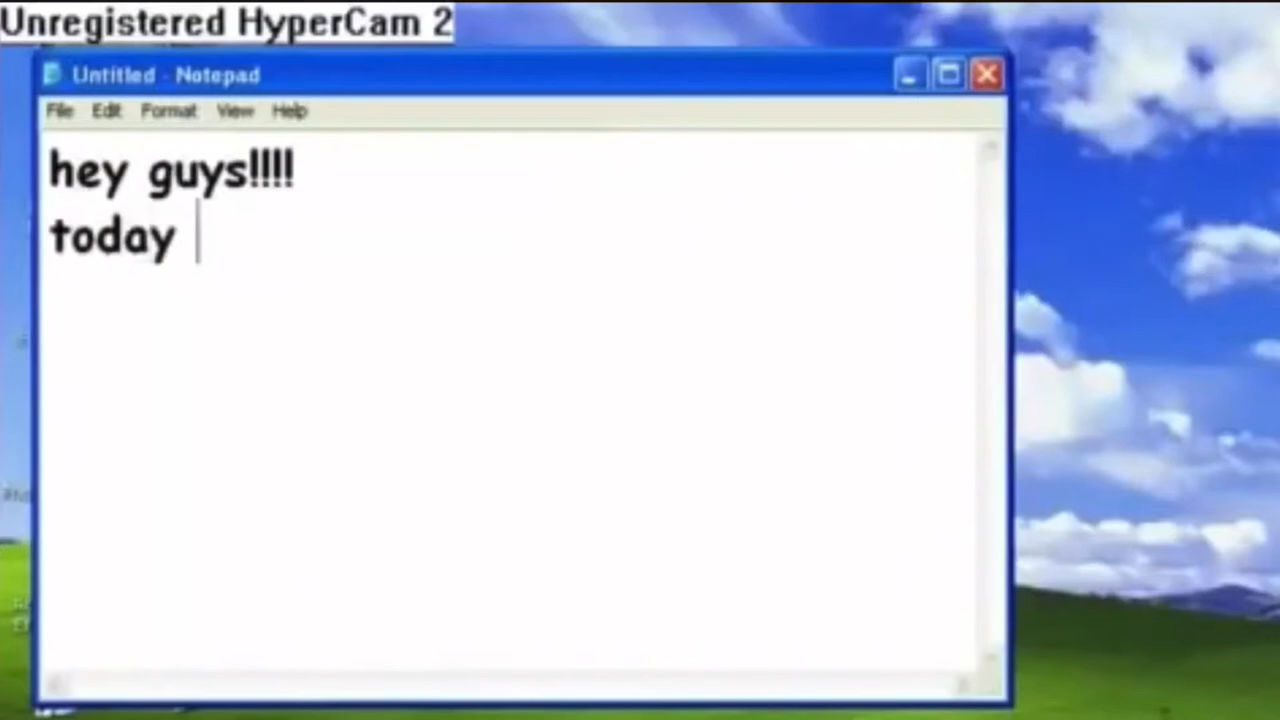 Unregistered HyperCam 2
Untitled - Notepad
File Edit Format View Help
hey guys!!!!
today